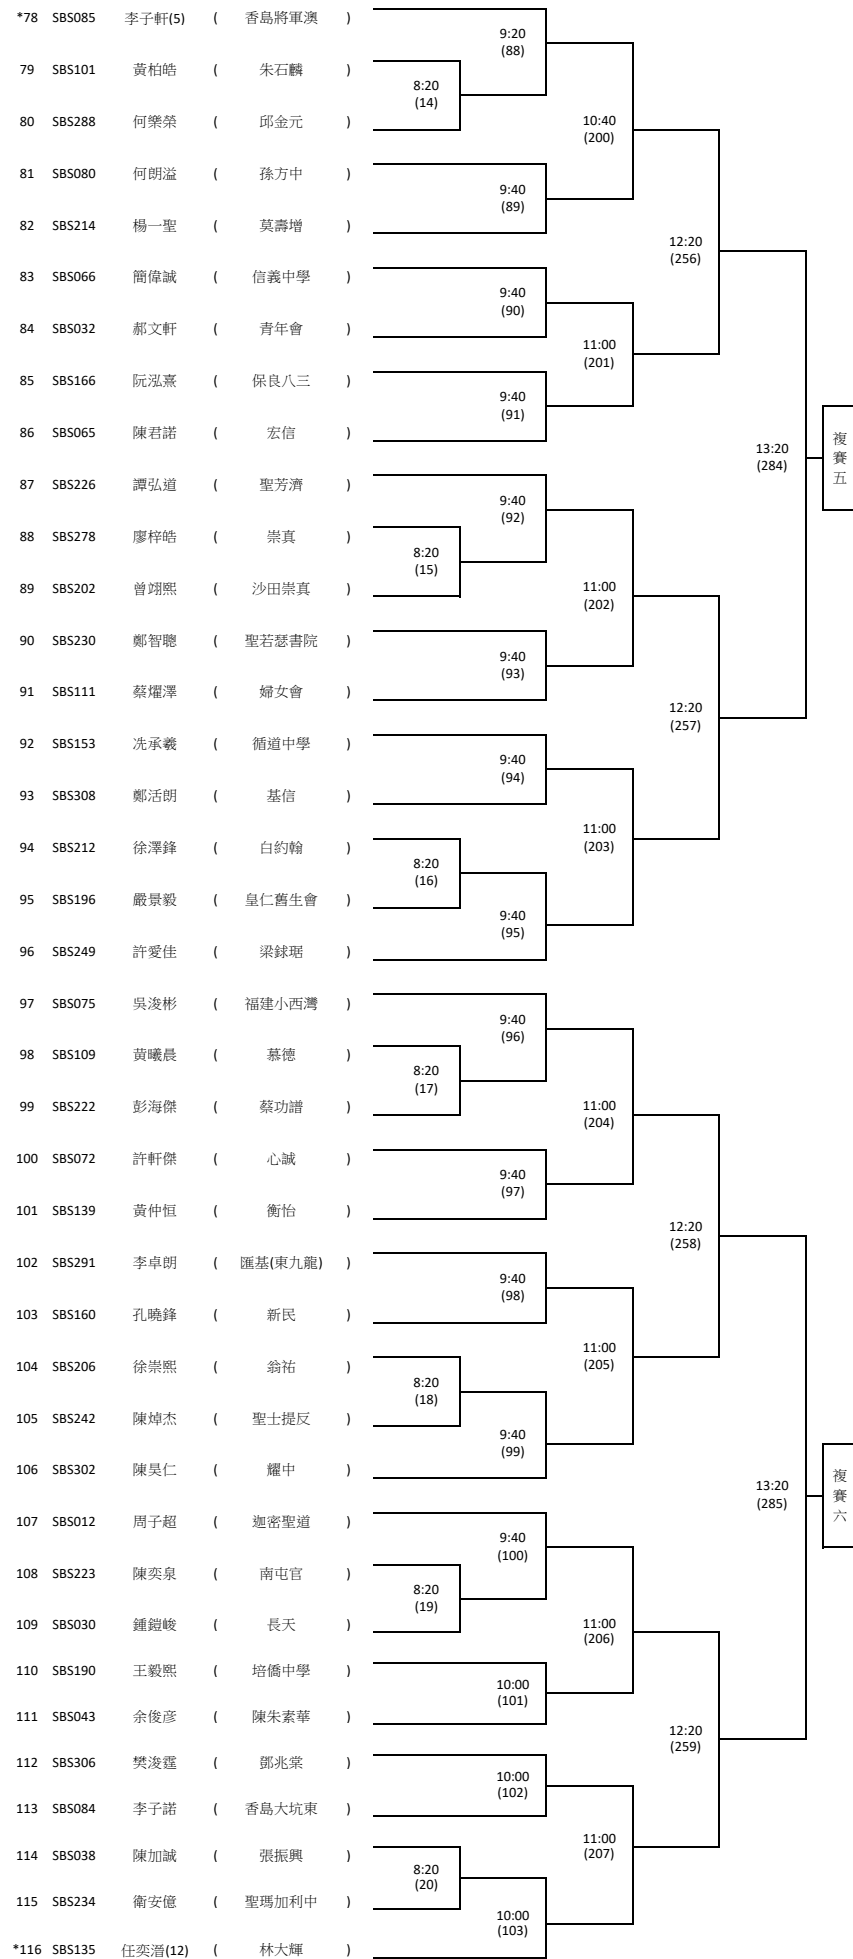 *78 SBS085 李子軒(5) ( 香島將軍澳 )
9:20
(88)
79 SBS101 黃柏皓 ( 朱石麟 )
8:20
(14)
80 SBS288 何樂榮 ( 邱金元 )
10:40
(200)
81 SBS080 何朗溢 ( 孫方中 )
9:40
(89)
82 SBS214 楊一聖 ( 莫壽增 )
12:20
(256)
83 SBS066 簡偉誠 ( 信義中學 )
9:40
(90)
84 SBS032 郝文軒 ( 青年會 )
11:00
(201)
85 SBS166 阮泓熹 ( 保良八三 )
9:40
(91)
86 SBS065 陳君諾 ( 宏信 )
13:20
(284)
複
賽
五
87 SBS226 譚弘道 ( 聖芳濟 )
9:40
(92)
88 SBS278 廖梓皓 ( 崇真 )
8:20
(15)
89 SBS202 曾翊熙 ( 沙田崇真 )
11:00
(202)
90 SBS230 鄭智聰 ( 聖若瑟書院 )
9:40
(93)
91 SBS111 蔡燿澤 ( 婦女會 )
12:20
(257)
92 SBS153 冼承羲 ( 循道中學 )
9:40
(94)
93 SBS308 鄭活朗 ( 基信 )
11:00
(203)
94 SBS212 徐澤鋒 ( 白約翰 )
8:20
(16)
95 SBS196 嚴景毅 ( 皇仁舊生會 )
9:40
(95)
96 SBS249 許愛佳 ( 梁銶琚 )
97 SBS075 吳浚彬 ( 福建小西灣 )
9:40
(96)
98 SBS109 黃曦晨 ( 慕德 )
8:20
(17)
99 SBS222 彭海傑 ( 蔡功譜 )
11:00
(204)
100 SBS072 許軒傑 ( 心誠 )
9:40
(97)
101 SBS139 黃仲恒 ( 衡怡 )
12:20
(258)
102 SBS291 李卓朗 ( 匯基(東九龍) )
9:40
(98)
103 SBS160 孔曉鋒 ( 新民 )
11:00
(205)
104 SBS206 徐崇熙 ( 翁祐 )
8:20
(18)
105 SBS242 陳焯杰 ( 聖士提反 )
9:40
(99)
106 SBS302 陳昊仁 ( 耀中 )
13:20
(285)
複
賽
六
107 SBS012 周子超 ( 迦密聖道 )
9:40
(100)
108 SBS223 陳奕泉 ( 南屯官 )
8:20
(19)
109 SBS030 鍾鎧峻 ( 長天 )
11:00
(206)
110 SBS190 王毅熙 ( 培僑中學 )
10:00
(101)
111 SBS043 余俊彦 ( 陳朱素華 )
12:20
(259)
112 SBS306 樊浚霆 ( 鄧兆棠 )
10:00
(102)
113 SBS084 李子諾 ( 香島大坑東 )
11:00
(207)
114 SBS038 陳加誠 ( 張振興 )
8:20
(20)
115 SBS234 衛安億 ( 聖瑪加利中 )
10:00
(103)
*116 SBS135 任奕溍(12) ( 林大輝 )